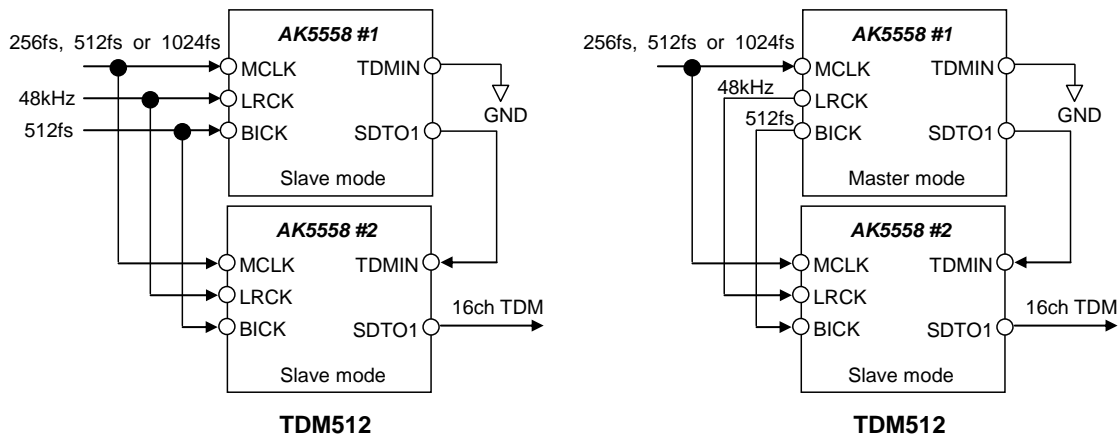 AK5558 #1
256fs, 512fs or 1024fs
MCLK
TDMIN
48kHz
LRCK
GND
512fs
BICK
SDTO1
Slave mode
AK5558 #2
MCLK
TDMIN
LRCK
16ch TDM
BICK
SDTO1
Slave mode
TDM512
AK5558 #1
256fs, 512fs or 1024fs
MCLK
TDMIN
48kHz
LRCK
GND
512fs
BICK
SDTO1
Master mode
AK5558 #2
MCLK
TDMIN
LRCK
16ch TDM
BICK
SDTO1
Slave mode
TDM512